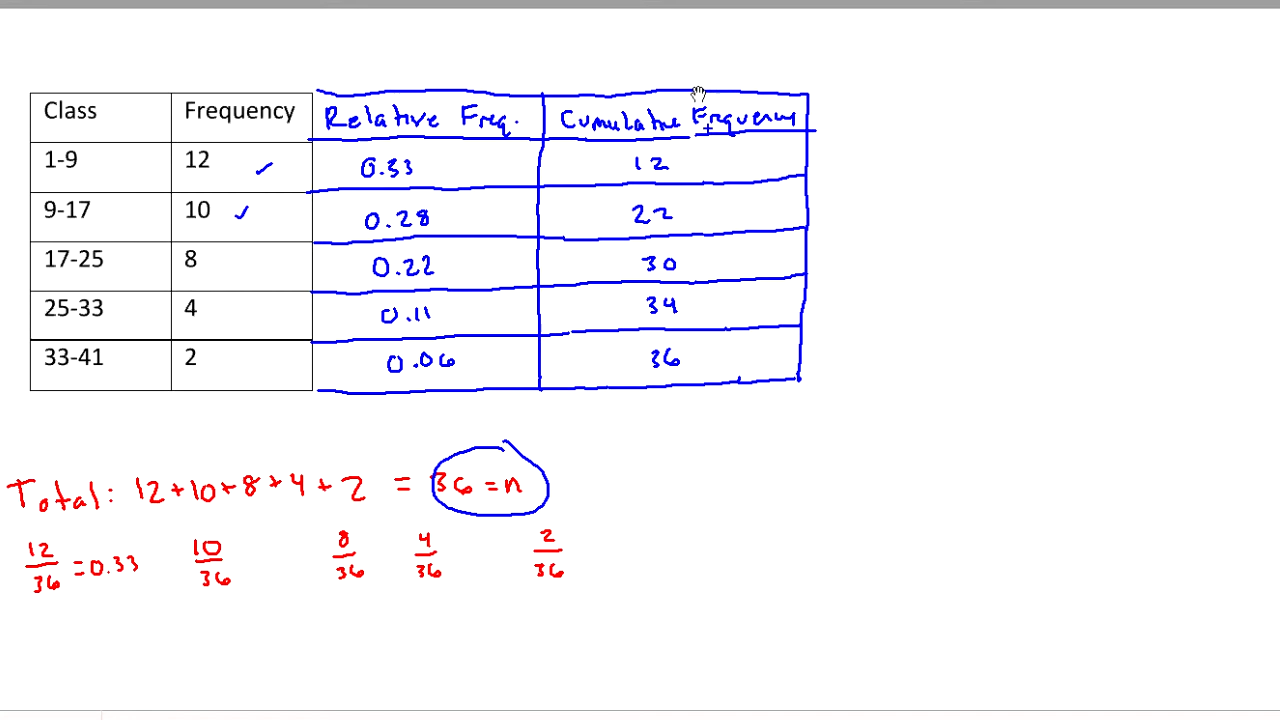 Class Frequency Relative Freq. Cumulative Frequency
1-9 12 ✓ 0.33 12
9-17 10 ✓ 0.28 22
17-25 8 0.22 30
25-33 4 0.11 34
33-41 2 0.06 36
Total: 12+10+8+4+2 = 36 = n
12/36 = 0.33 10/36 8/36 4/36 2/36